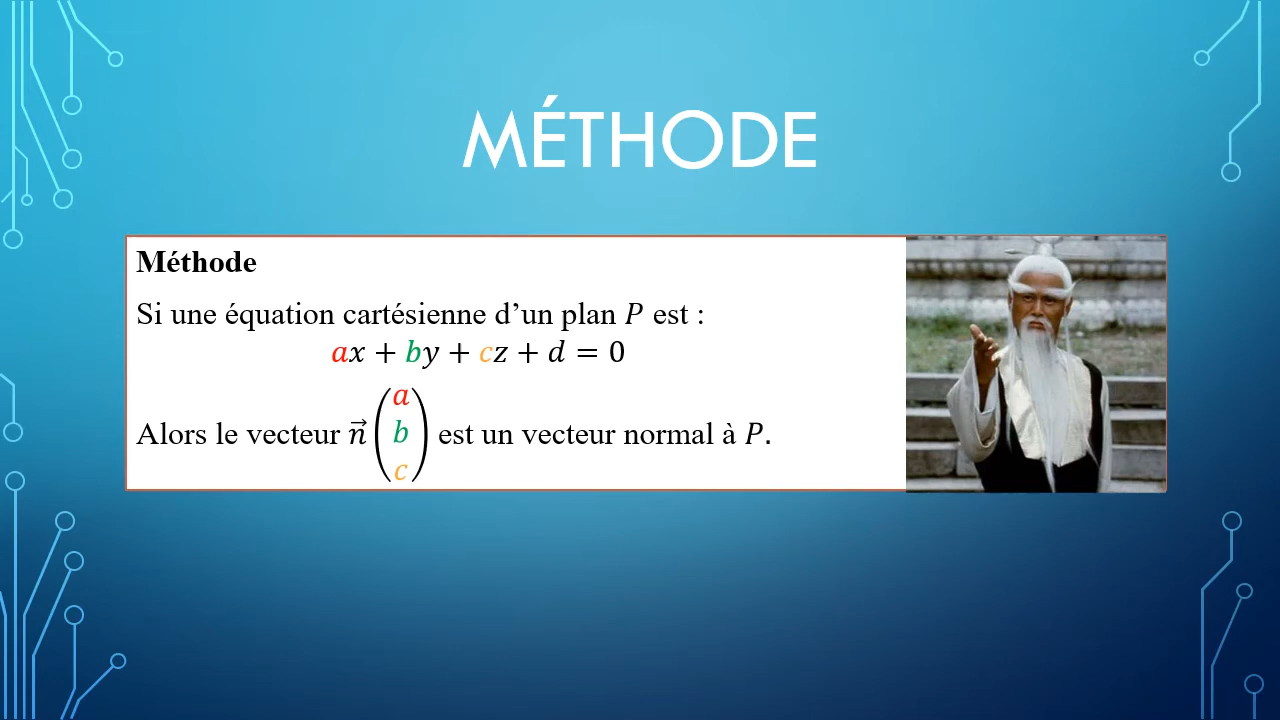 MÉTHODE
Méthode
Si une équation cartésienne d’un plan P est :
ax + by + cz + d = 0
Alors le vecteur n⃗ (a b c) est un vecteur normal à P.